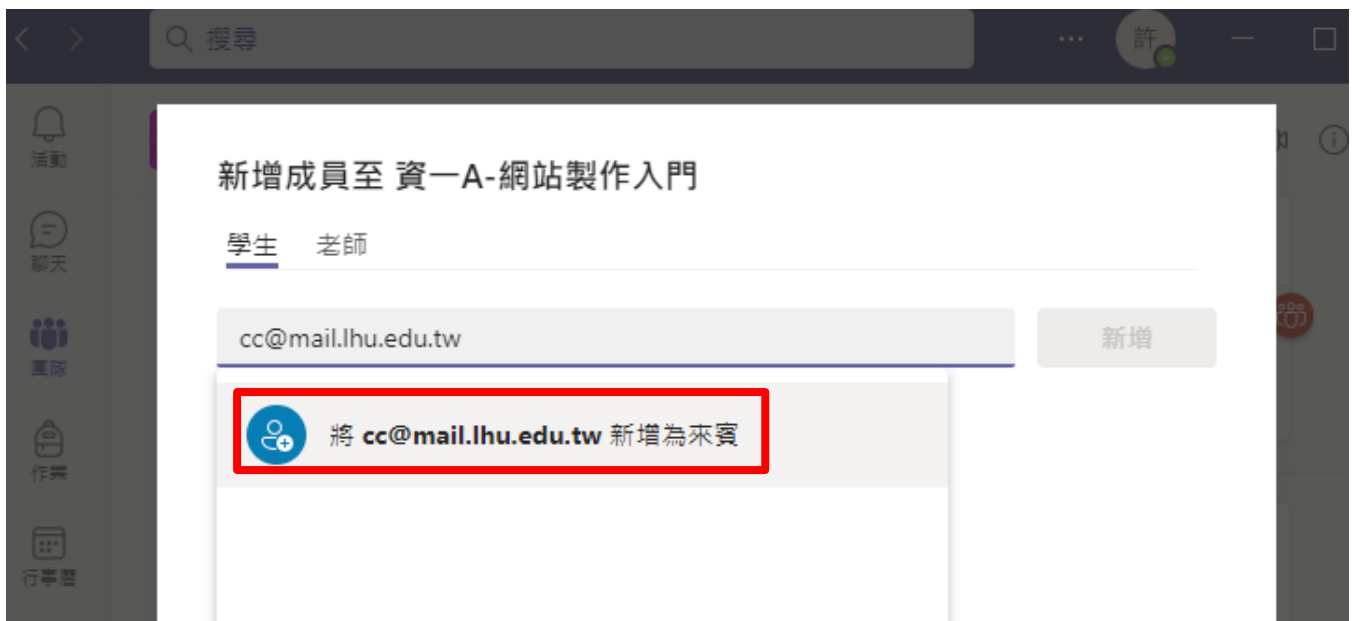 搜尋
...
許
活動
新增成員至 資一A-網站製作入門
學生 老師
聊天
cc@mail.lhu.edu.tw
新增
團隊
將 cc@mail.lhu.edu.tw 新增為來賓
作業
行事曆